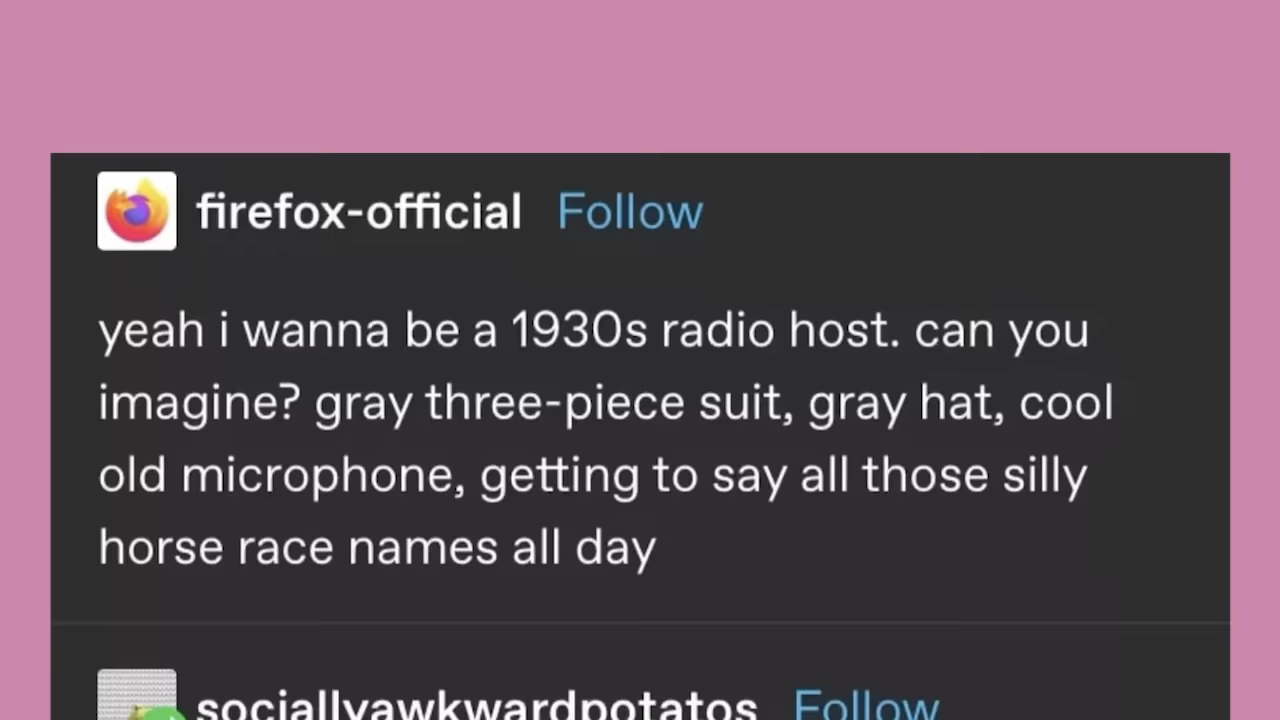 firefox-official Follow
yeah i wanna be a 1930s radio host. can you
imagine? gray three-piece suit, gray hat, cool
old microphone, getting to say all those silly
horse race names all day
sociallyawkwardpotatos Follow